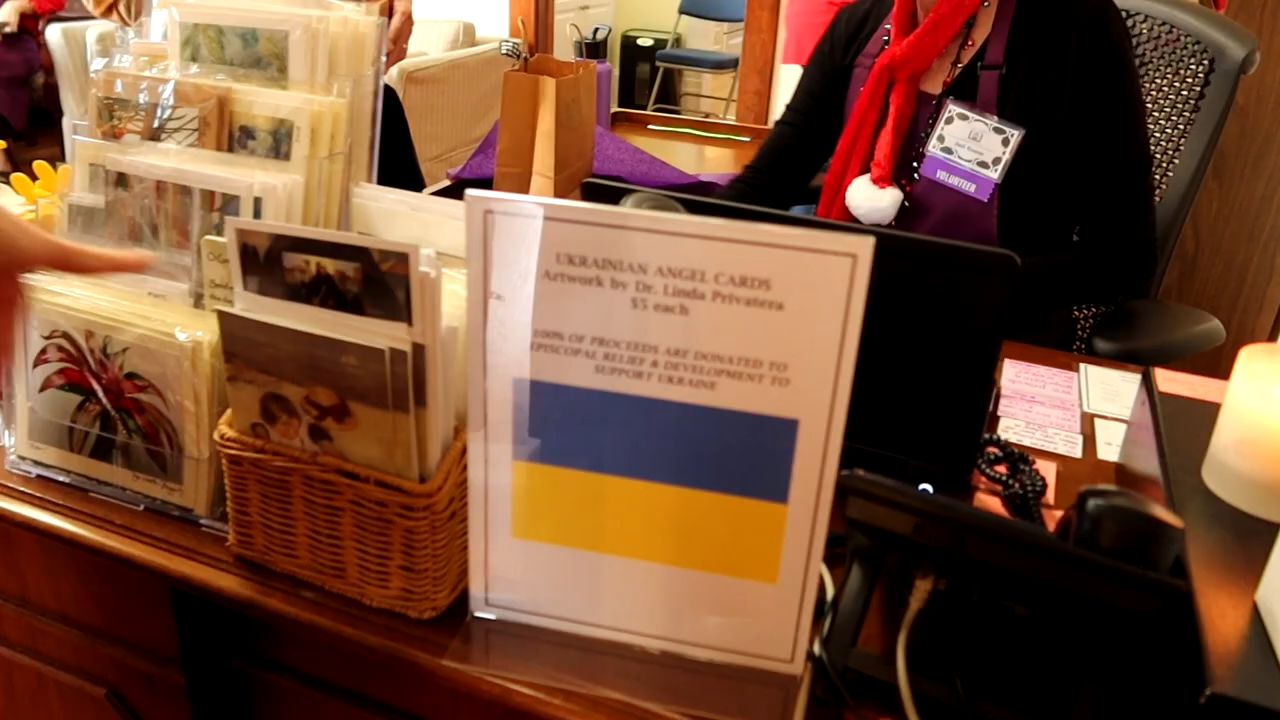 UKRAINIAN ANGEL CARDS
Artwork by Dr. Linda Privatera
$5 each
100% OF PROCEEDS ARE DONATED TO
EPISCOPAL RELIEF & DEVELOPMENT TO
SUPPORT UKRAINE
VOLUNTEER